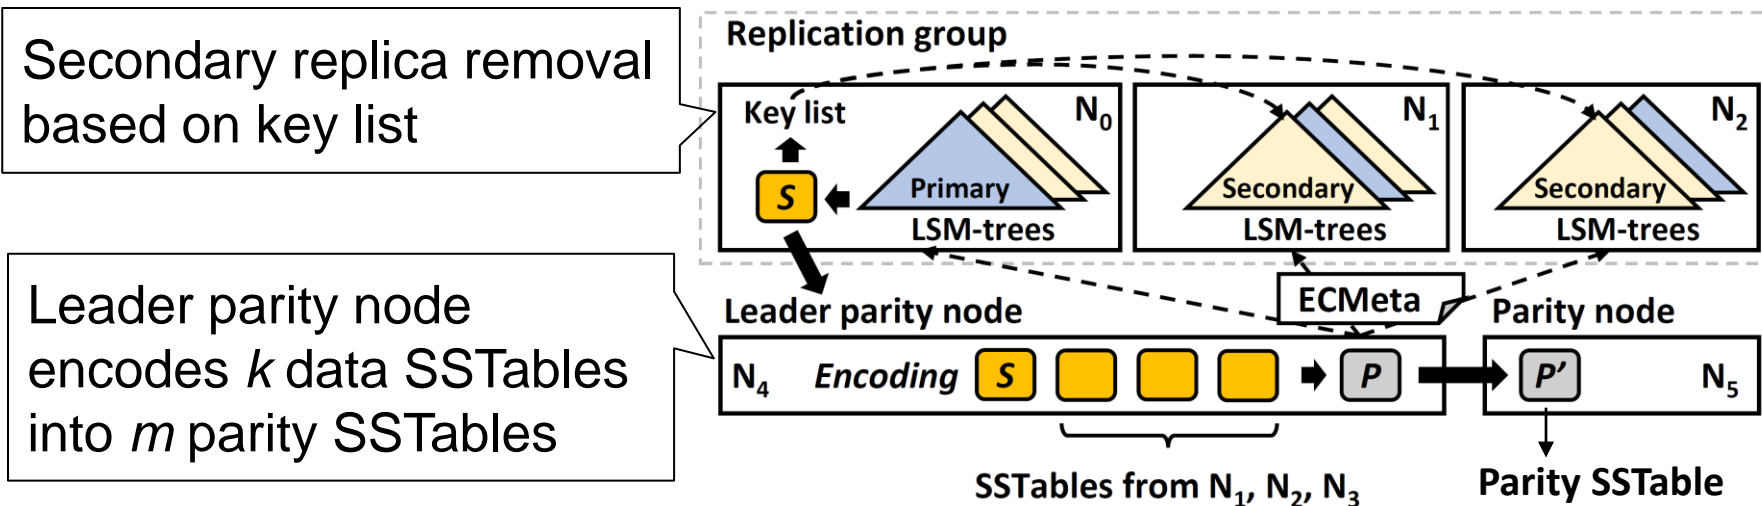 Secondary replica removal
based on key list
Replication group
Key list
N0
N1
N2
S
Primary
Secondary
Secondary
LSM-trees
LSM-trees
LSM-trees
Leader parity node
encodes k data SSTables
into m parity SSTables
ECMeta
Leader parity node
Parity node
N4 Encoding S P
P' N5
SSTables from N1, N2, N3
Parity SSTable